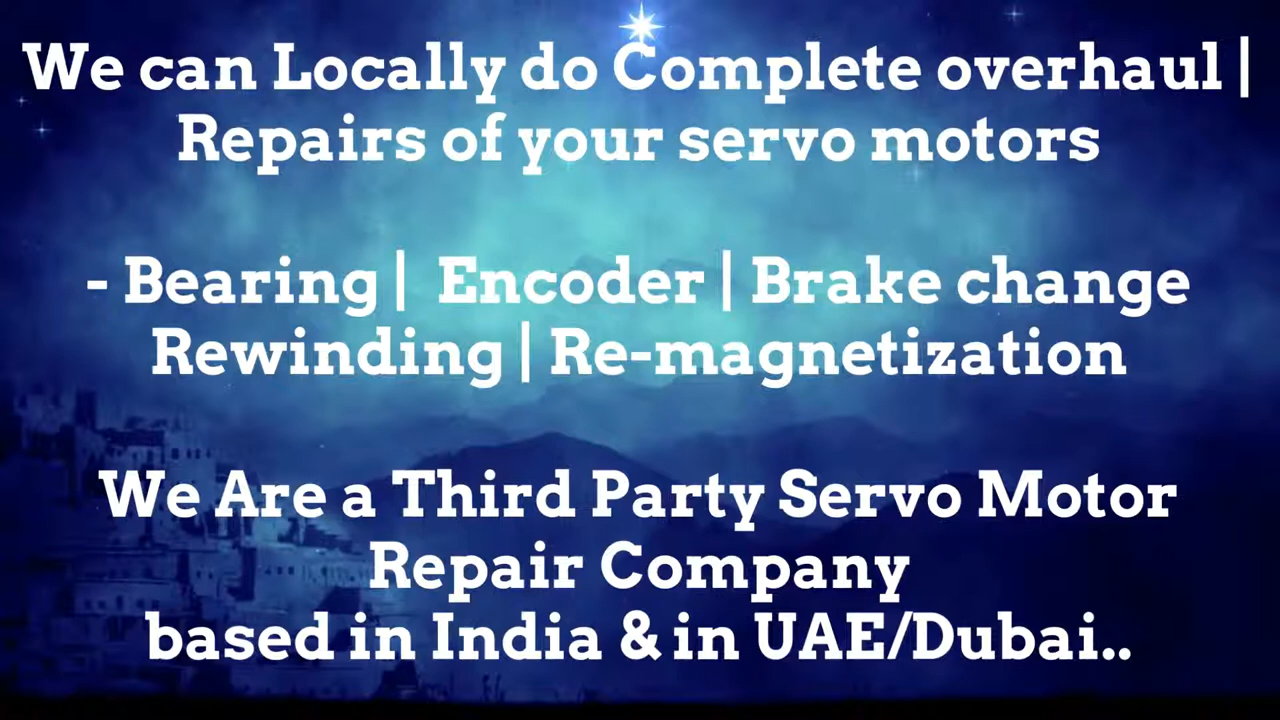 We can Locally do Complete overhaul |
Repairs of your servo motors
- Bearing | Encoder | Brake change
Rewinding | Re-magnetization
We Are a Third Party Servo Motor
Repair Company
based in India & in UAE/Dubai..